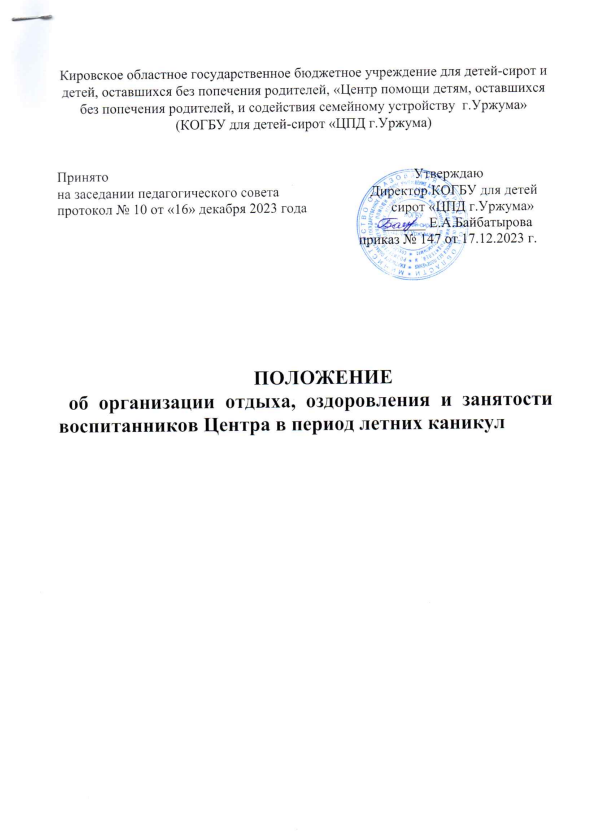 Кировское областное государственное бюджетное учреждение для детей-сирот и
детей, оставшихся без попечения родителей, «Центр помощи детям, оставшихся
без попечения родителей, и содействия семейному устройству г.Уржума»
(КОГБУ для детей-сирот «ЦПД г.Уржума)
Принято
на заседании педагогического совета
протокол № 10 от «16» декабря 2023 года
Утверждаю
Директор КОГБУ для детей
сирот «ЦПД г.Уржума»
Е.А.Байбатырова
приказ № 147 от 17.12.2023 г.
ПОЛОЖЕНИЕ
об организации отдыха, оздоровления и занятости
воспитанников Центра в период летних каникул